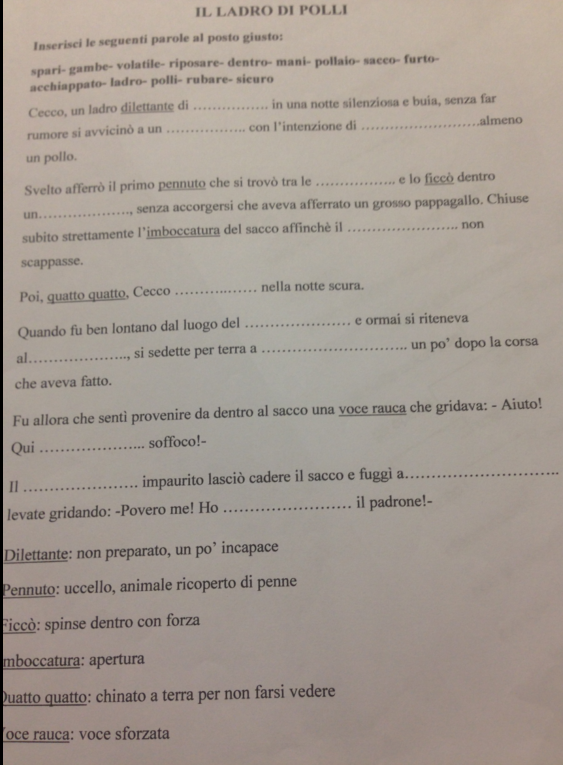 IL LADRO DI POLLI
Inserisci le seguenti parole al posto giusto:
spari- gambe- volatile- riposare- dentro- mani- pollaio- sacco- furto-
acchiappato- ladro- polli- rubare- sicuro
Cecco, un ladro dilettante di ................ in una notte silenziosa e buia, senza far
rumore si avvicinò a un ................ con l'intenzione di ........................almeno
un pollo.
Svelto afferrò il primo pennuto che si trovò tra le ................ e lo ficcò dentro
un..................., senza accorgersi che aveva afferrato un grosso pappagallo. Chiuse
subito strettamente l'imboccatura del sacco affinchè il ...................... non
scappasse.
Poi, quatto quatto, Cecco ................ nella notte scura.
Quando fu ben lontano dal luogo del ..................... e ormai si riteneva
al...................., si sedette per terra a ............................. un po' dopo la corsa
che aveva fatto.
Fu allora che sentì provenire da dentro al sacco una voce rauca che gridava: - Aiuto!
Qui ..................... soffoco!-
Il ....................... impaurito lasciò cadere il sacco e fuggì a..............................
levate gridando: -Povero me! Ho ......................... il padrone!-
Dilettante: non preparato, un po' incapace
Pennuto: uccello, animale ricoperto di penne
Ficcò: spinse dentro con forza
mboccatura: apertura
Quatto quatto: chinato a terra per non farsi vedere
oce rauca: voce sforzata